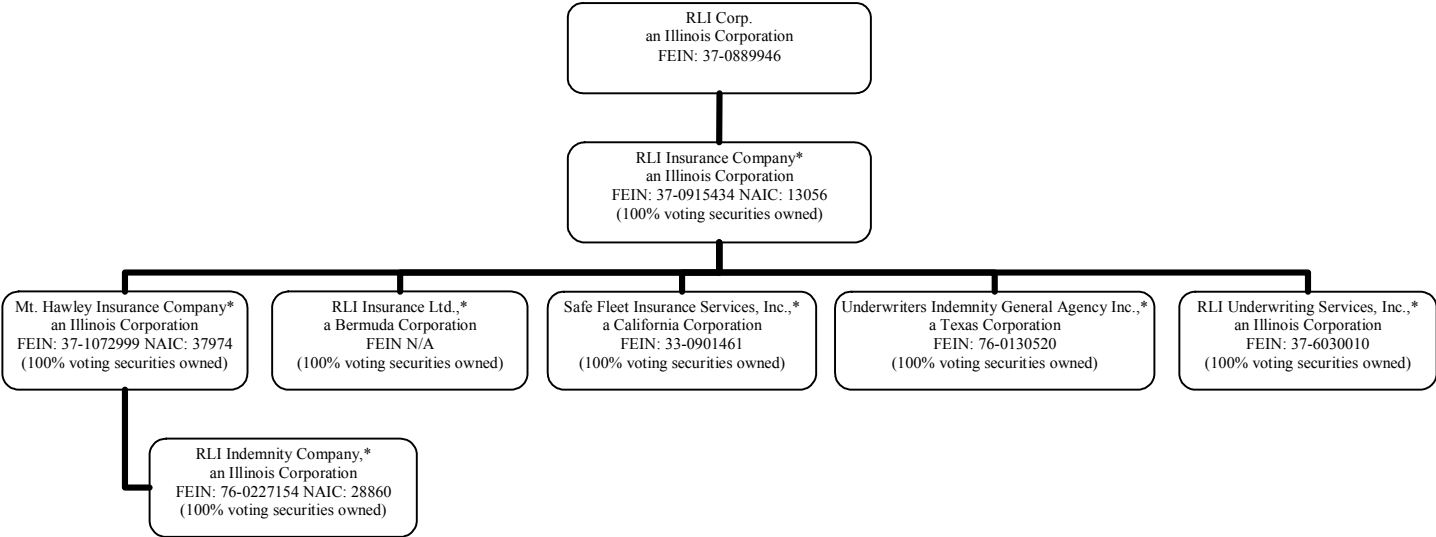 RLI Corp.
an Illinois Corporation
FEIN: 37-0889946
RLI Insurance Company*
an Illinois Corporation
FEIN: 37-0915434 NAIC: 13056
(100% voting securities owned)
Mt. Hawley Insurance Company*
an Illinois Corporation
FEIN: 37-1072999 NAIC: 37974
(100% voting securities owned)
RLI Insurance Ltd.,*
a Bermuda Corporation
FEIN N/A
(100% voting securities owned)
Safe Fleet Insurance Services, Inc.,*
a California Corporation
FEIN: 33-0901461
(100% voting securities owned)
Underwriters Indemnity General Agency Inc.,*
a Texas Corporation
FEIN: 76-0130520
(100% voting securities owned)
RLI Underwriting Services, Inc.,*
an Illinois Corporation
FEIN: 37-6030010
(100% voting securities owned)
RLI Indemnity Company,*
an Illinois Corporation
FEIN: 76-0227154 NAIC: 28860
(100% voting securities owned)